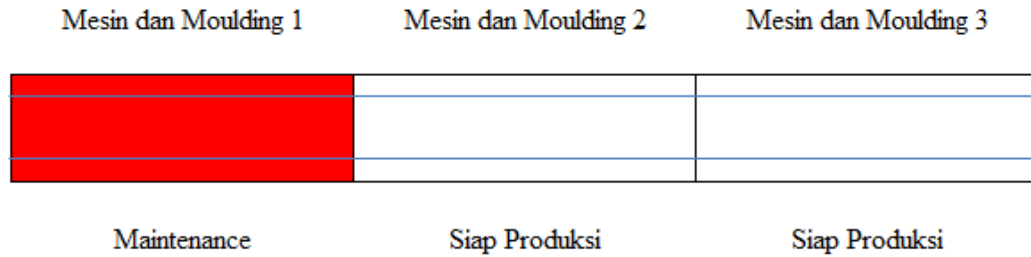 Mesin dan Moulding 1
Mesin dan Moulding 2
Mesin dan Moulding 3
Maintenance
Siap Produksi
Siap Produksi